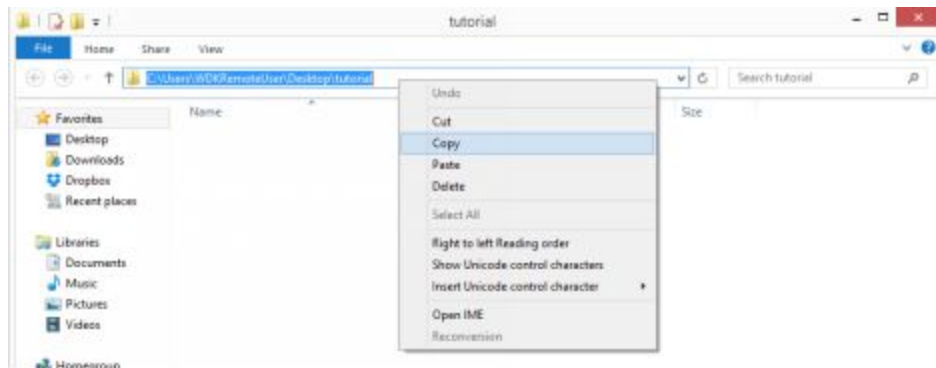 tutorial
File Home Share View
C:\Users\WDKRemoteUser\Desktop\tutorial
Search tutorial
Name
Size
Favorites
Desktop
Downloads
Dropbox
Recent places
Libraries
Documents
Music
Pictures
Videos
Homegroup
Undo
Cut
Copy
Paste
Delete
Select All
Right to left Reading order
Show Unicode control characters
Insert Unicode control character
Open IME
Reconversion